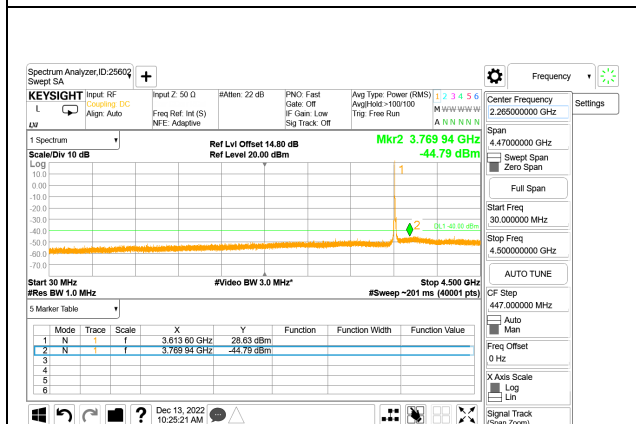 Spectrum Analyzer,ID:25602
Swept SA
+
Frequency
KEYSIGHT
L
Input: RF
Coupling: DC
Align: Auto
Input Z: 50 Ω
Freq Ref: Int (S)
NFE: Adaptive
#Atten: 22 dB
PNO: Fast
Gate: Off
IF Gain: Low
Sig Track: Off
Avg Type: Power (RMS)
Avg|Hold:>100/100
Trig: Free Run
1 2 3 4 5 6
M W W W W W
A N N N N N
Center Frequency
2.265000000 GHz
Settings
Span
4.47000000 GHz
Swept Span
Zero Span
Full Span
Start Freq
30.000000 MHz
Stop Freq
4.500000000 GHz
AUTO TUNE
CF Step
447.000000 MHz
Auto
Man
Freq Offset
0 Hz
X Axis Scale
Log
Lin
Signal Track
(Span Zoom)
1 Spectrum
Scale/Div 10 dB
Ref Lvl Offset 14.80 dB
Ref Level 20.00 dBm
Mkr2 3.769 94 GHz
-44.79 dBm
Log
10.0
0.00
-10.0
-20.0
-30.0
-40.0
-50.0
-60.0
-70.0
1
2
DL1 -40.00 dBm
Start 30 MHz
#Res BW 1.0 MHz
#Video BW 3.0 MHz*
Stop 4.500 GHz
#Sweep ~201 ms (40001 pts)
5 Marker Table
Mode Trace Scale X Y Function Function Width Function Value
1 N 1 f 3.613 60 GHz 28.63 dBm
2 N 1 f 3.769 94 GHz -44.79 dBm
3
4
5
6
?
Dec 13, 2022
10:25:21 AM